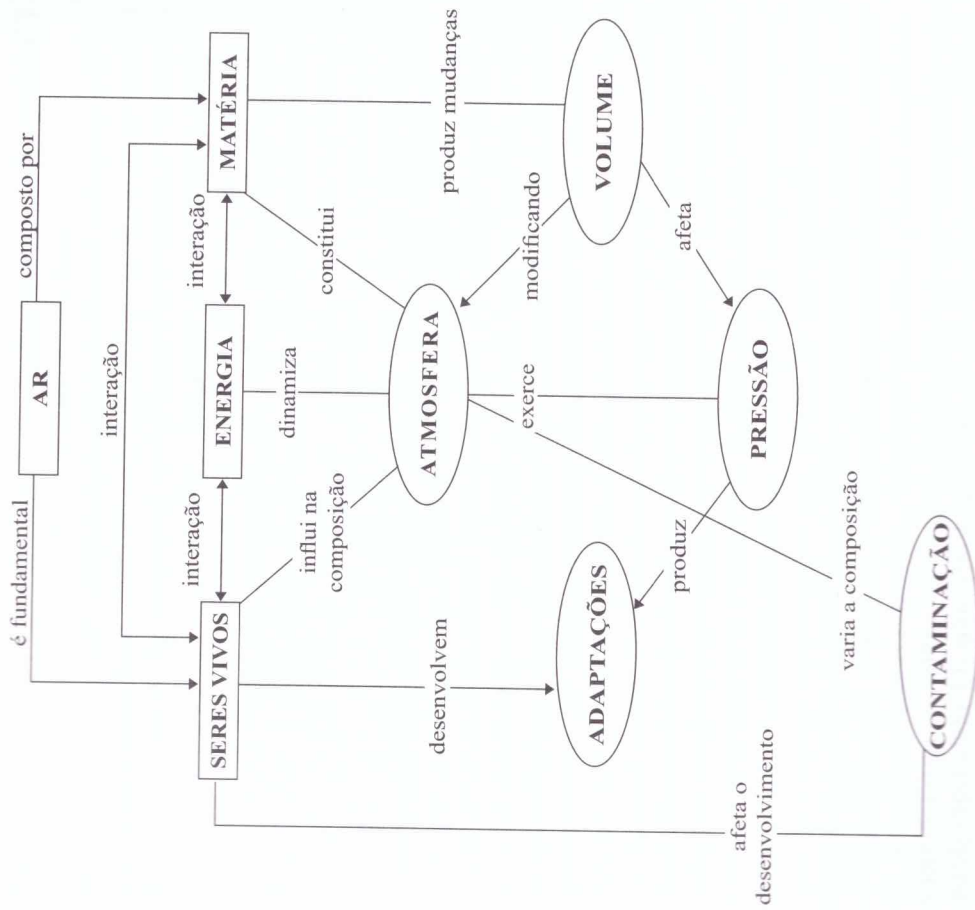 AR
é fundamental
composto por
interação
SERES VIVOS
interação
ENERGIA
interação
MATÉRIA
influi na
composição
dinamiza
constitui
desenvolvem
ATMOSFERA
produz mudanças
modificando
ADAPTAÇÕES
exerce
VOLUME
produz
afeta
afeta o
desenvolvimento
varia a composição
PRESSÃO
CONTAMINAÇÃO